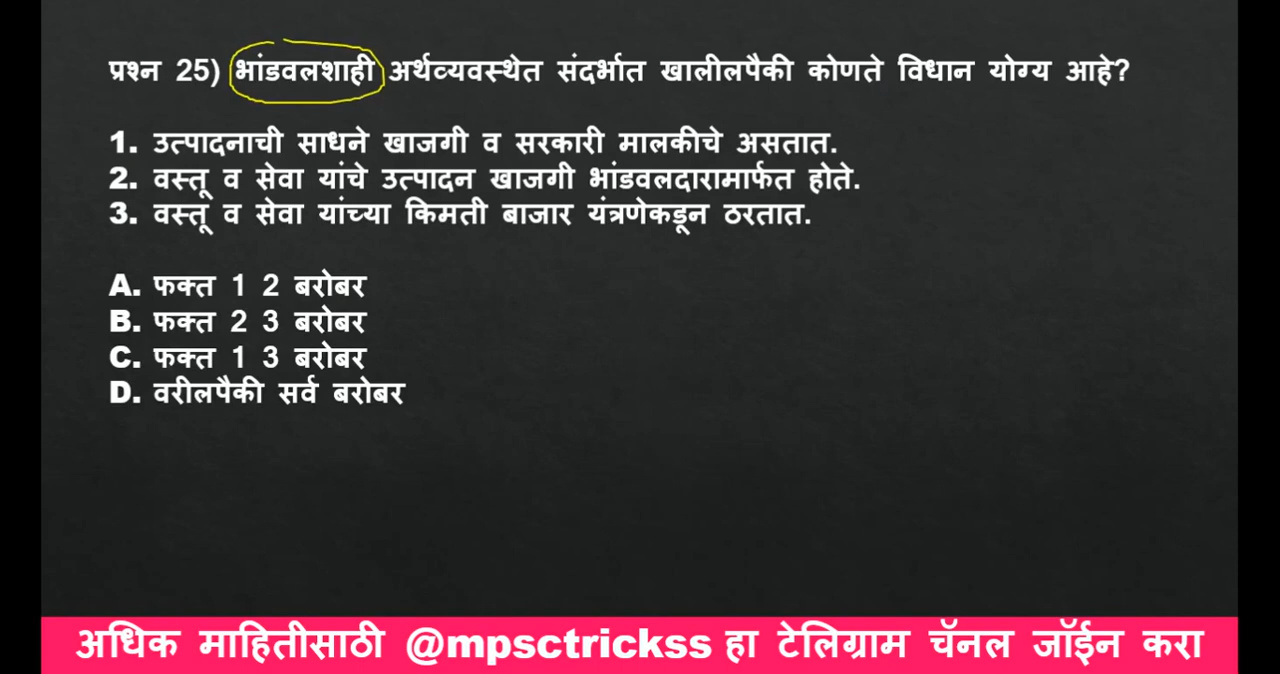 प्रश्न 25) भांडवलशाही अर्थव्यवस्थेत संदर्भात खालीलपैकी कोणते विधान योग्य आहे?
1. उत्पादनाची साधने खाजगी व सरकारी मालकीचे असतात.
2. वस्तू व सेवा यांचे उत्पादन खाजगी भांडवलदारामार्फत होते.
3. वस्तू व सेवा यांच्या किमती बाजार यंत्रणेकडून ठरतात.
A. फक्त 1 2 बरोबर
B. फक्त 2 3 बरोबर
C. फक्त 1 3 बरोबर
D. वरीलपैकी सर्व बरोबर
अधिक माहितीसाठी @mpsctrickss हा टेलिग्राम चॅनल जॉईन करा